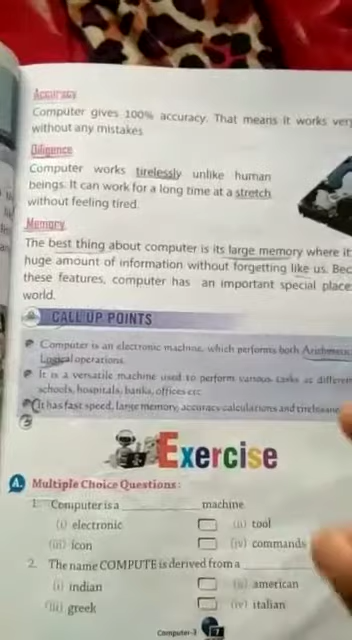 Accuracy
Computer gives 100% accuracy. That means it works very
without any mistakes
Diligence
Computer works tirelessly unlike human
beings. It can work for a long time at a stretch
without feeling tired.
Memory
The best thing about computer is its large memory where it
huge amount of information without forgetting like us. Bec
these features, computer has an important special place
world.
CALL UP POINTS
Computer is an electronic machine, which performs both Arithmetic
Logical operations.
It is a versatile machine used to perform various tasks at different
schools, hospitals, banks, offices etc
It has fast speed, large memory, accuracy calculations and
Exercise
A. Multiple Choice Questions:
1. Computer is a ________ machine
(i) electronic (ii) tool
(iii) icon (iv) commands
2. The name COMPUTE is derived from a ________
(i) indian (ii) american
(iii) greek (iv) italian
Computer-3 7